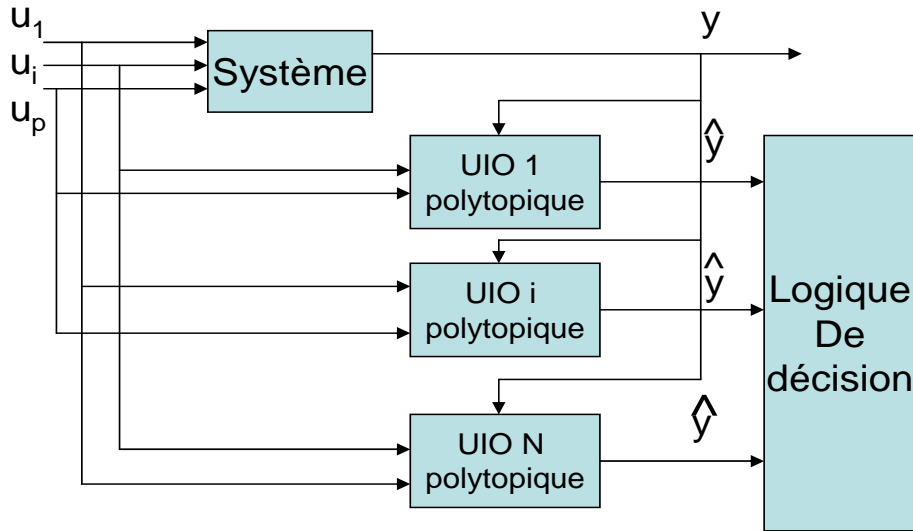 u1
y
ui
Système
up
ŷ
UIO 1
polytopique
ŷ
UIO i
polytopique
Logique
De
décision
ŷ
UIO N
polytopique